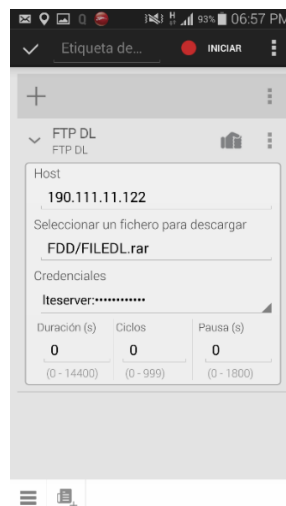 93% 06:57 PM
Etiqueta de... INICIAR
FTP DL
FTP DL
Host
190.111.11.122
Seleccionar un fichero para descargar
FDD/FILEDL.rar
Credenciales
lteserver:••••••••••••
Duración (s) Ciclos Pausa (s)
0 0 0
(0 - 14400) (0 - 999) (0 - 1800)